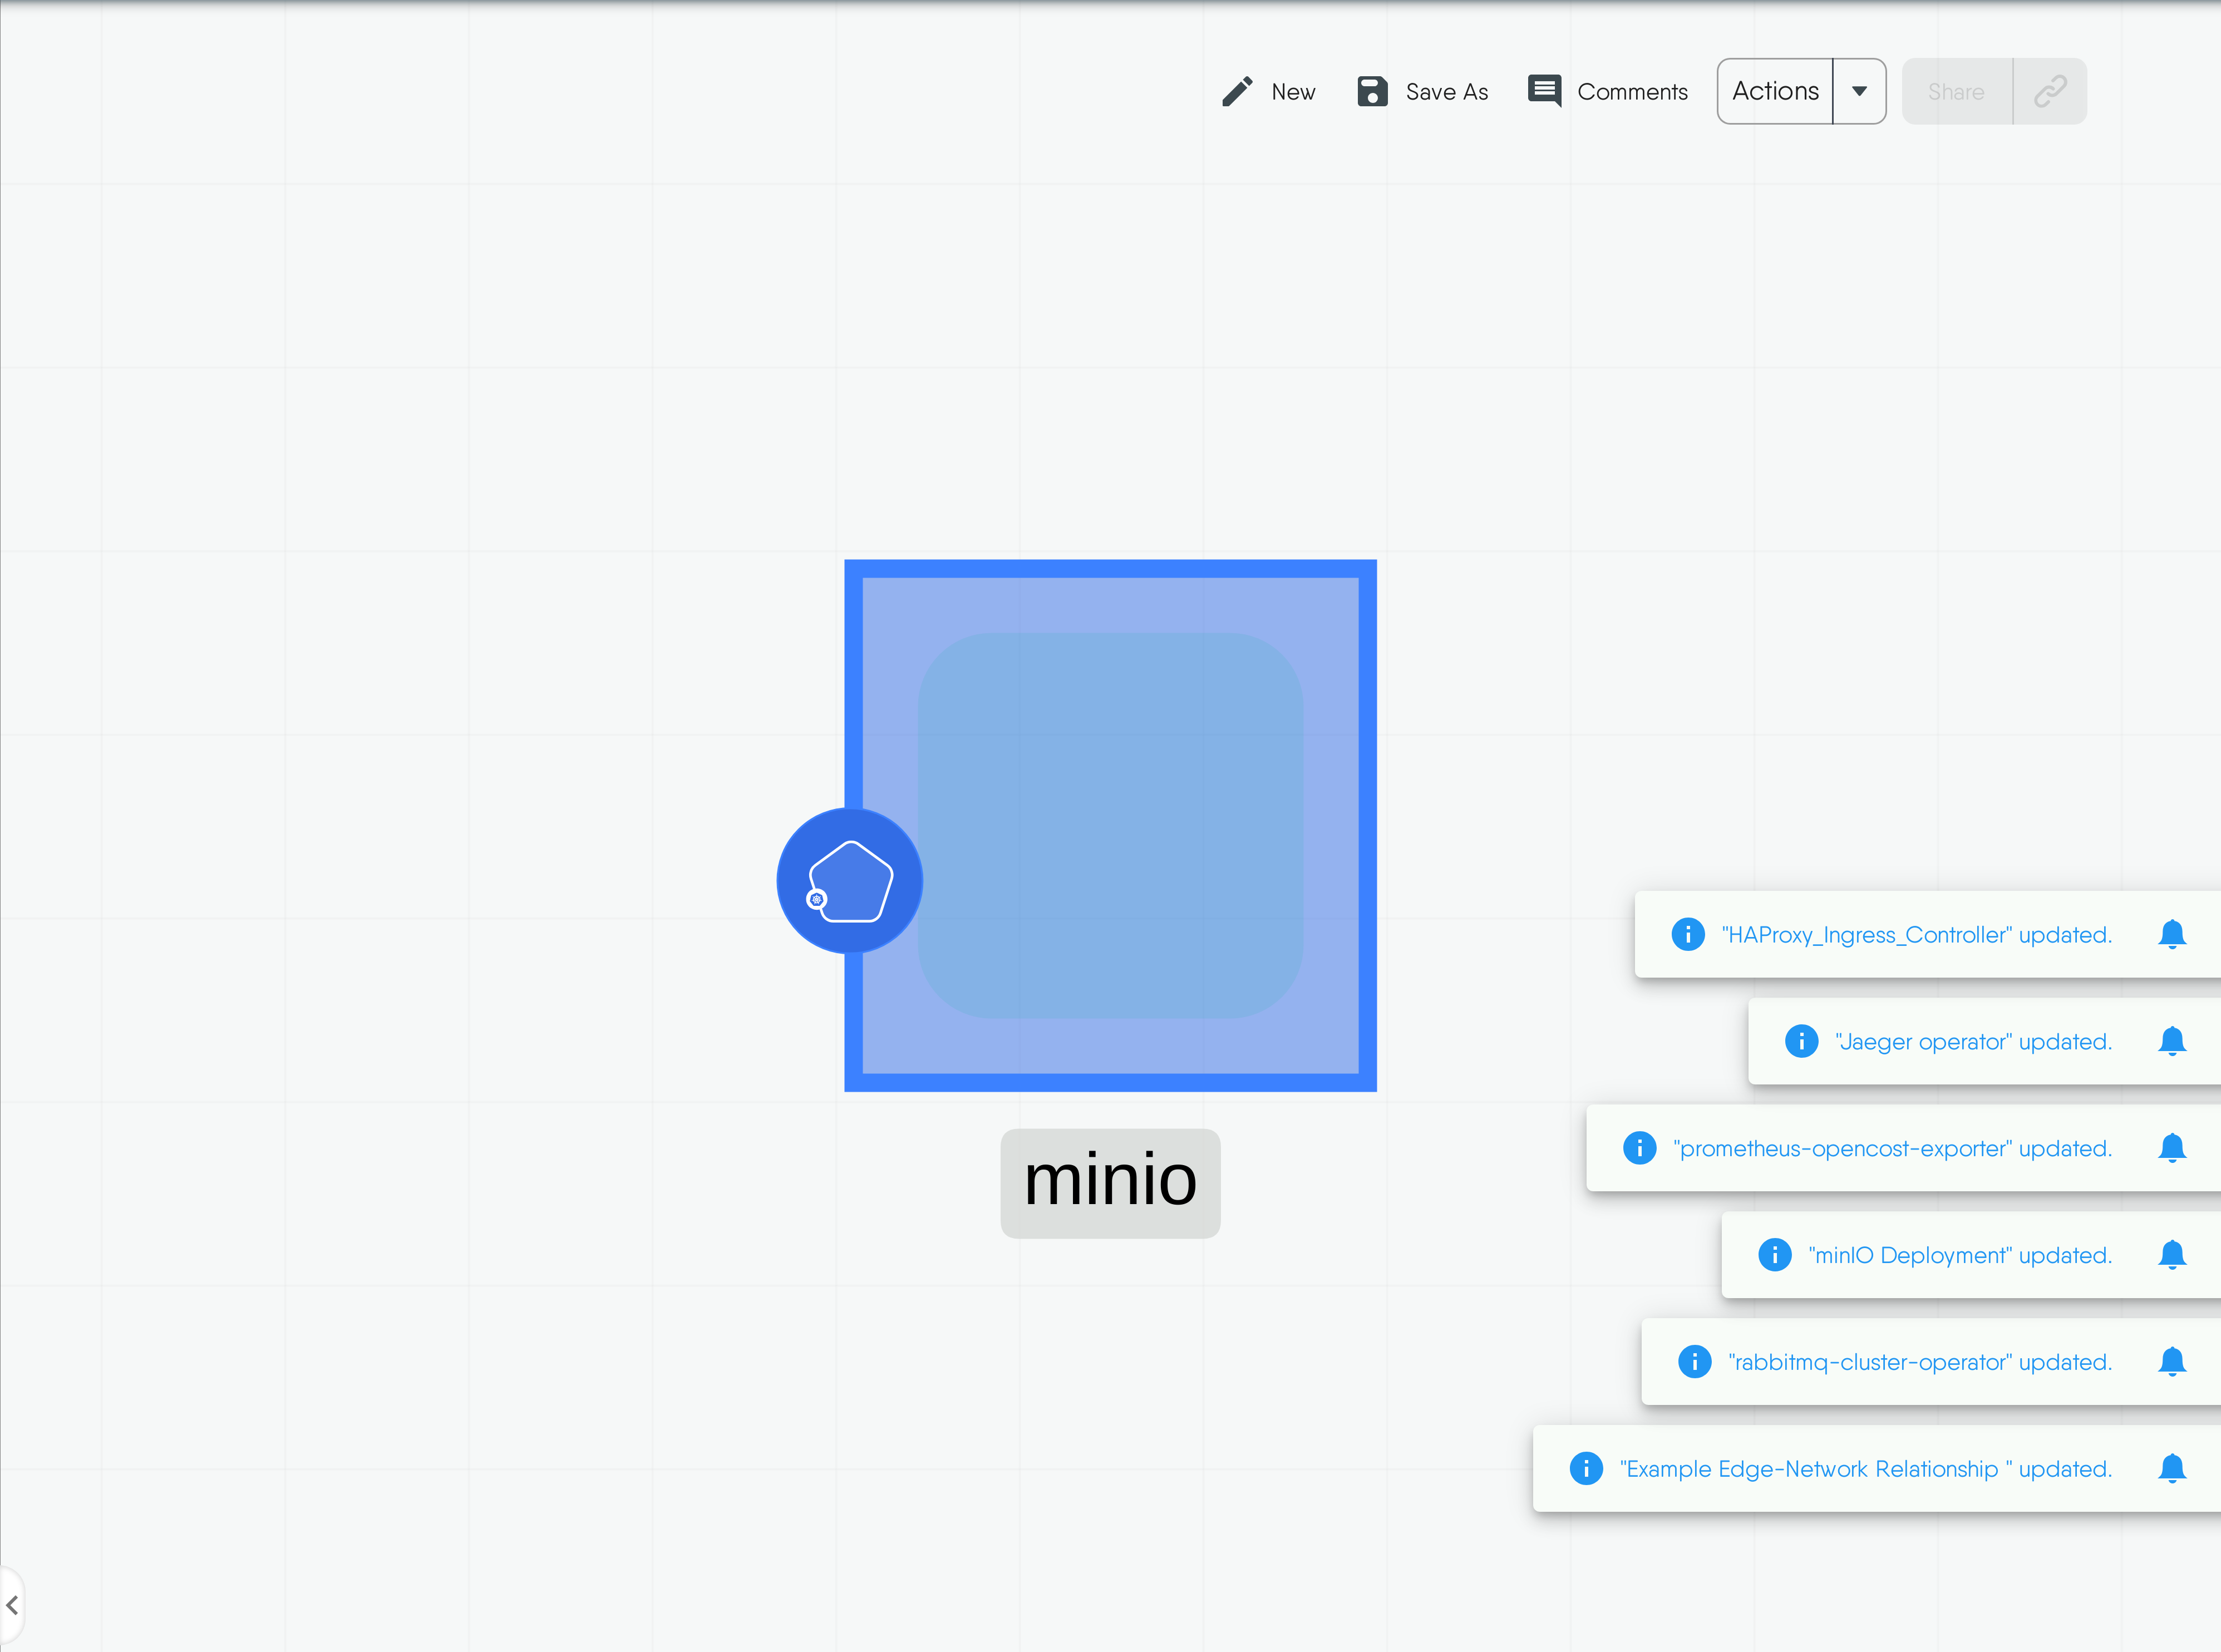 New
Save As
Comments
Actions
Share
minio
"HAProxy_Ingress_Controller" updated.
"Jaeger operator" updated.
"prometheus-opencost-exporter" updated.
"minIO Deployment" updated.
"rabbitmq-cluster-operator" updated.
"Example Edge-Network Relationship " updated.